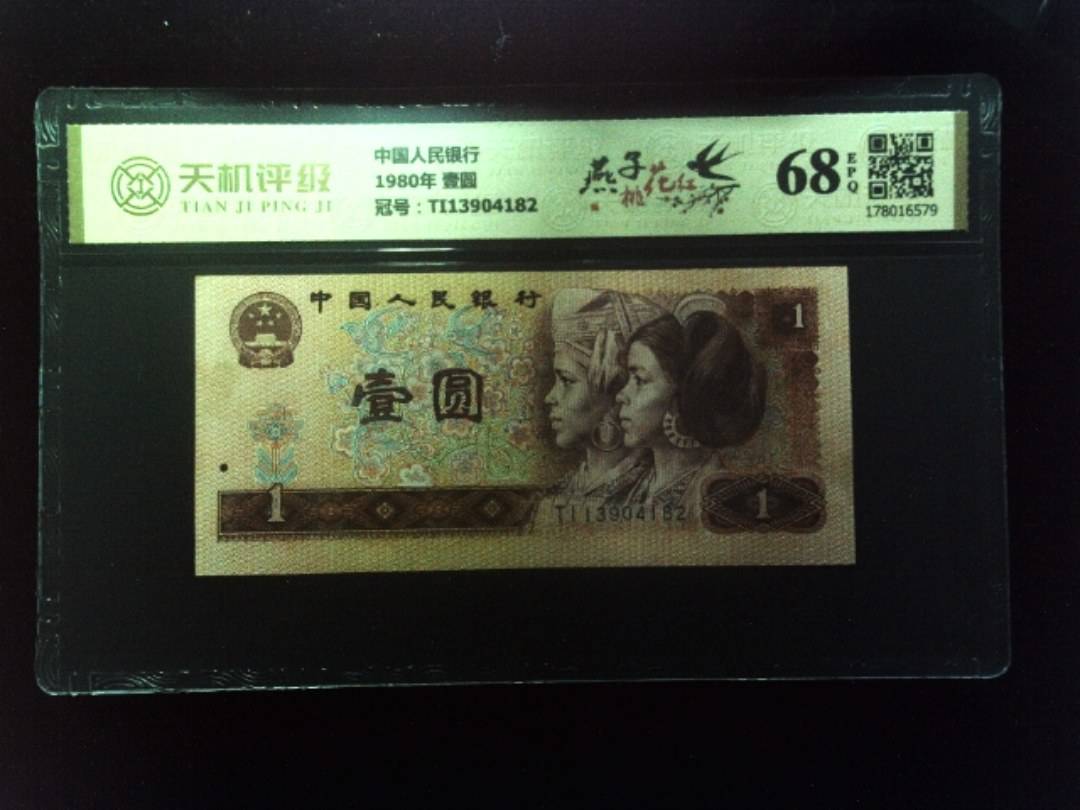 天机评级
TIAN JI PING JI
中国人民银行
1980年 壹圆
冠号：TI13904182
燕子
桃花红
68
EPQ
178016579
中国人民银行
1
壹圆
1
TI13904182
1